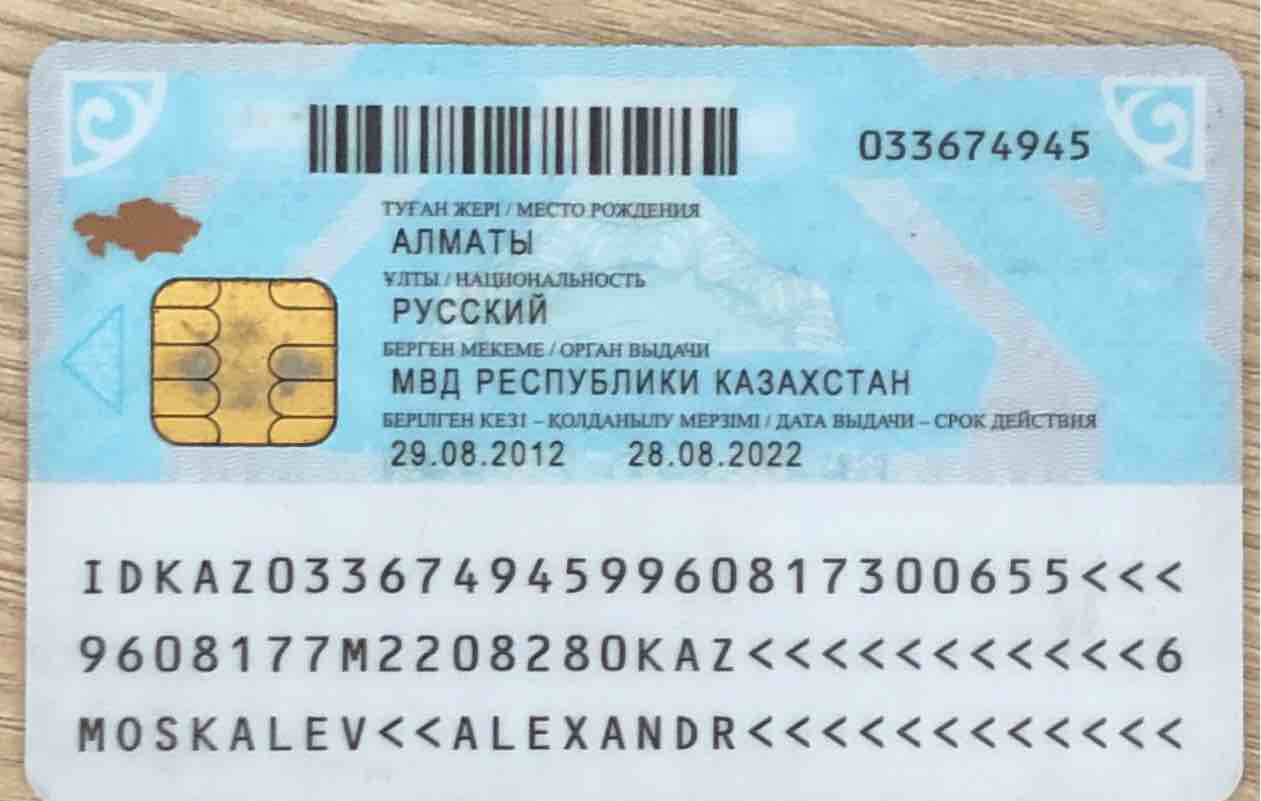 033674945
ТУҒАН ЖЕРІ / МЕСТО РОЖДЕНИЯ
АЛМАТЫ
ҰЛТЫ / НАЦИОНАЛЬНОСТЬ
РУССКИЙ
БЕРГЕН МЕКЕМЕ / ОРГАН ВЫДАЧИ
МВД РЕСПУБЛИКИ КАЗАХСТАН
БЕРІЛГЕН КЕЗІ – ҚОЛДАНЫЛУ МЕРЗІМІ / ДАТА ВЫДАЧИ – СРОК ДЕЙСТВИЯ
29.08.2012 28.08.2022
IDKAZ0336749459960817300655<<<
9608177M2208280KAZ<<<<<<<<<<<6
MOSKALEV<<ALEXANDR<<<<<<<<<<<<